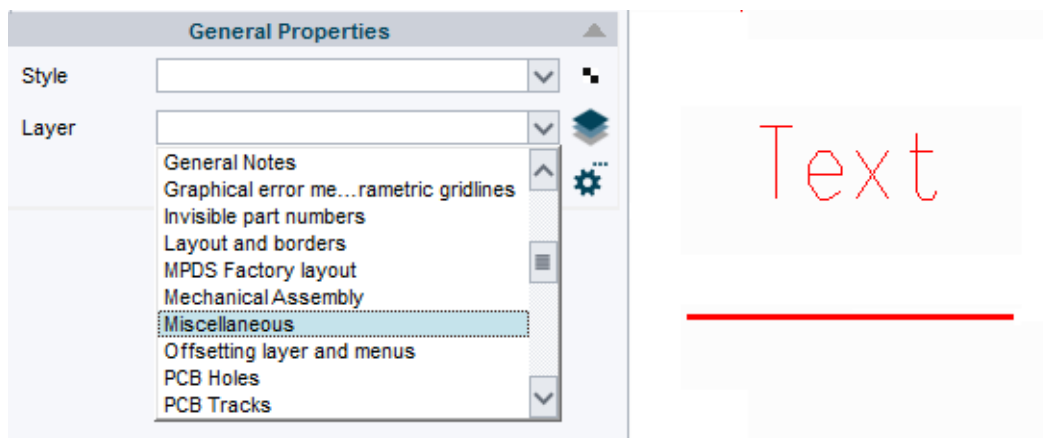 General Properties
Style
Layer
General Notes
Graphical error me...rametric gridlines
Invisible part numbers
Layout and borders
MPDS Factory layout
Mechanical Assembly
Miscellaneous
Offsetting layer and menus
PCB Holes
PCB Tracks
Text